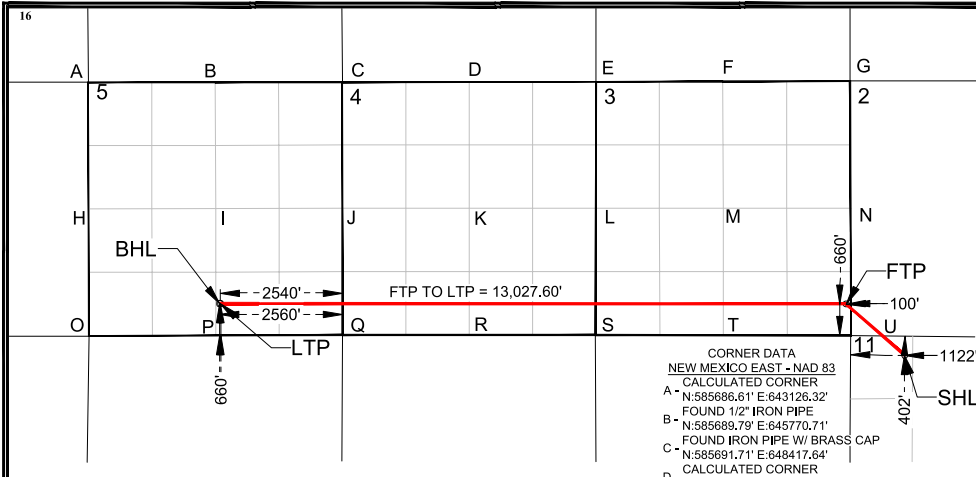 16
A B C D E F G
5 4 3 2
H I J K L M N
BHL
660'
FTP
2540'
FTP TO LTP = 13,027.60'
100'
2560'
O P Q R S T U
LTP
11
660'
1122'
402'
SHL
CORNER DATA
NEW MEXICO EAST - NAD 83
A - CALCULATED CORNER
N:585686.61' E:643126.32'
B - FOUND 1/2" IRON PIPE
N:585689.79' E:645770.71'
C - FOUND IRON PIPE W/ BRASS CAP
N:585691.71' E:648417.64'
D - CALCULATED CORNER